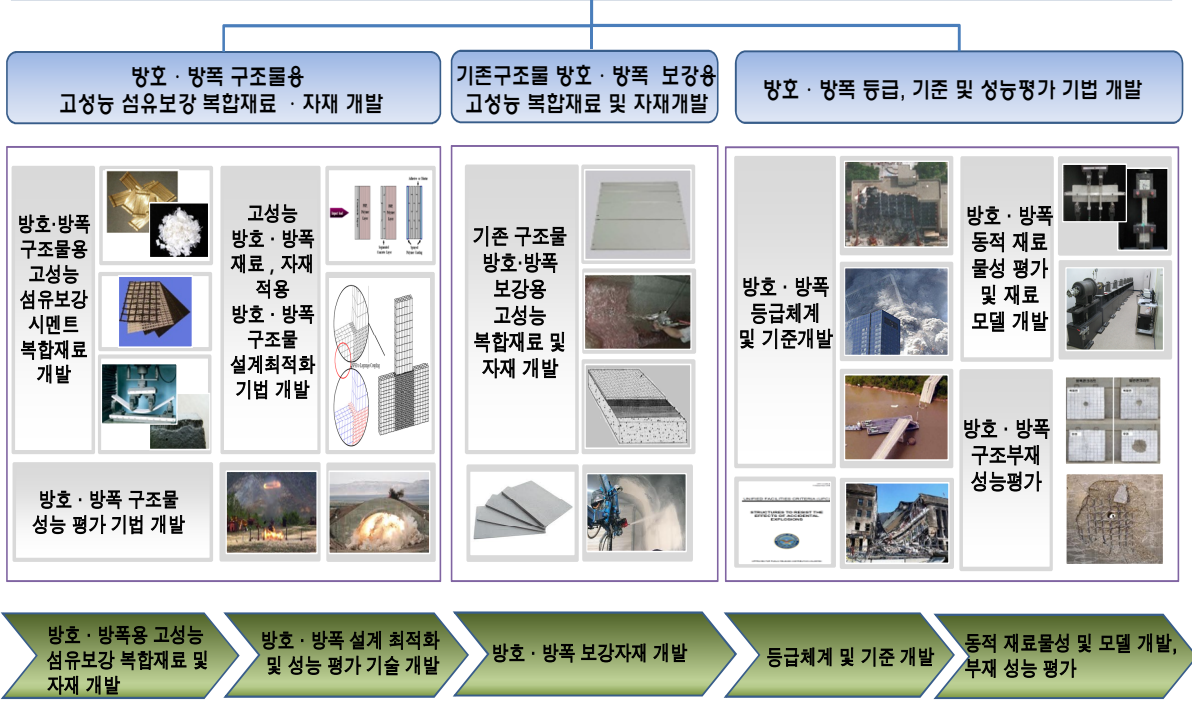 방호 · 방폭 구조물용
고성능 섬유보강 복합재료 · 자재 개발
기존구조물 방호 · 방폭 보강용
고성능 복합재료 및 자재개발
방호 · 방폭 등급, 기준 및 성능평가 기법 개발
방호·방폭
구조물용
고성능
섬유보강
시멘트
복합재료
개발
고성능
방호 · 방폭
재료 , 자재
적용
방호 · 방폭
구조물
설계최적화
기법 개발
방호 · 방폭 구조물
성능 평가 기법 개발
기존 구조물
방호·방폭
보강용
고성능
복합재료 및
자재 개발
방호 · 방폭
등급체계
및 기준개발
UNIFIED FACILITIES CRITERIA (UFC)
STRUCTURES TO RESIST THE
EFFECTS OF ACCIDENTAL
EXPLOSIONS
방호 · 방폭
동적 재료
물성 평가
및 재료
모델 개발
방호 · 방폭
구조부재
성능평가
방호 · 방폭용 고성능
섬유보강 복합재료 및
자재 개발
방호 · 방폭 설계 최적화
및 성능 평가 기술 개발
방호 · 방폭 보강자재 개발
등급체계 및 기준 개발
동적 재료물성 및 모델 개발,
부재 성능 평가